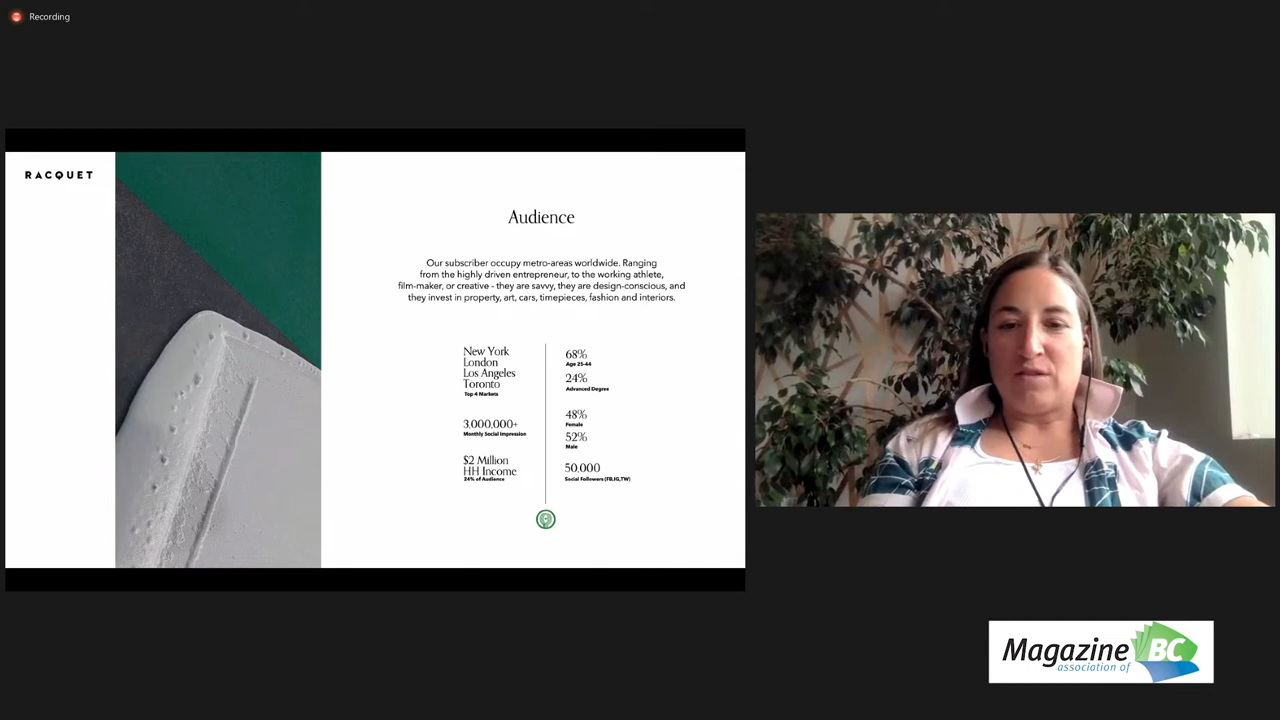 Recording
RACQUET
Audience
Our subscriber occupy metro-areas worldwide. Ranging
from the highly driven entrepreneur, to the working athlete,
film-maker, or creative - they are savvy, they are design-conscious, and
they invest in property, art, cars, timepieces, fashion and interiors.
New York
London
Los Angeles
Toronto
Top 4 Markets
3,000,000+
Monthly Social Impression
$2 Million
HH Income
24% of Audience
68%
Age 25-44
24%
Advanced Degree
48%
Female
52%
Male
50,000
Social Followers (FB,IG,TW)
Magazine BC
association of